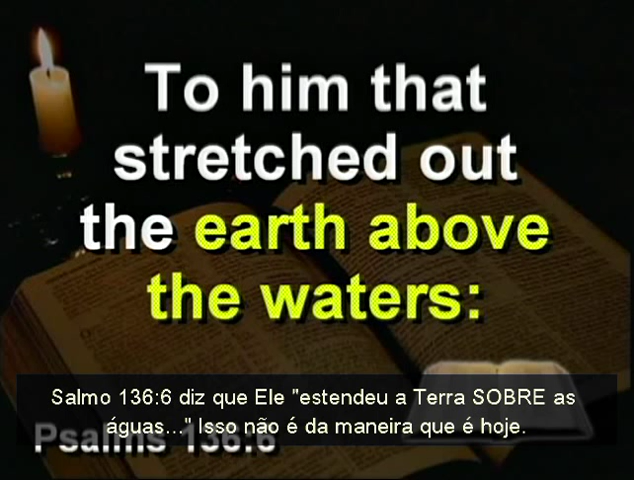 To him that
stretched out
the earth above
the waters:
Salmo 136:6 diz que Ele "estendeu a Terra SOBRE as
águas..." Isso não é da maneira que é hoje.
Psalms 136:6